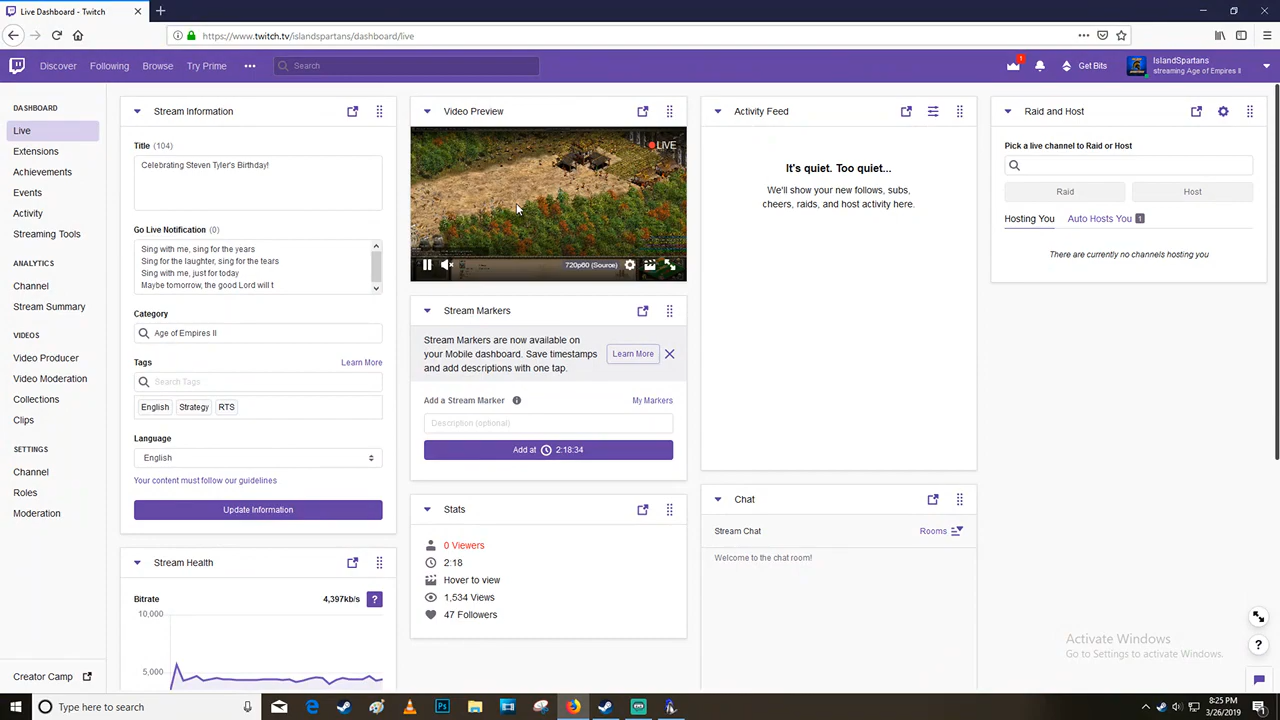 Live Dashboard - Twitch
https://www.twitch.tv/islandspartans/dashboard/live
Discover
Following
Browse
Try Prime
Search
1
Get Bits
IslandSpartans
streaming Age of Empires II
DASHBOARD
Live
Extensions
Achievements
Events
Activity
Streaming Tools
ANALYTICS
Channel
Stream Summary
VIDEOS
Video Producer
Video Moderation
Collections
Clips
SETTINGS
Channel
Roles
Moderation
Creator Camp
Stream Information
Title (104)
Celebrating Steven Tyler's Birthday!
Go Live Notification (0)
Sing with me, sing for the years
Sing for the laughter, sing for the tears
Sing with me, just for today
Maybe tomorrow, the good Lord will t
Category
Age of Empires II
Tags
Learn More
Search Tags
English
Strategy
RTS
Language
English
Your content must follow our guidelines
Update Information
Stream Health
Bitrate
4,397kb/s
?
10,000
5,000
Video Preview
LIVE
720p60 (Source)
Stream Markers
Stream Markers are now available on
your Mobile dashboard. Save timestamps
and add descriptions with one tap.
Learn More
Add a Stream Marker
My Markers
Description (optional)
Add at 2:18:34
Stats
0 Viewers
2:18
Hover to view
1,534 Views
47 Followers
Activity Feed
It's quiet. Too quiet...
We'll show your new follows, subs,
cheers, raids, and host activity here.
Chat
Stream Chat
Rooms
Welcome to the chat room!
Raid and Host
Pick a live channel to Raid or Host
Raid
Host
Hosting You
Auto Hosts You 1
There are currently no channels hosting you
?
Activate Windows
Go to Settings to activate Windows.
Type here to search
Ps
8:25 PM
3/26/2019